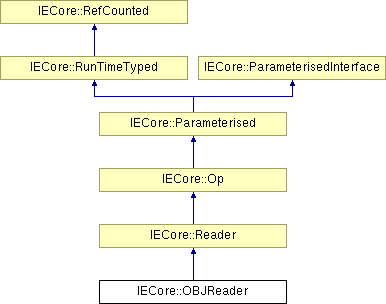 IECore::RefCounted
IECore::RunTimeTyped
IECore::ParameterisedInterface
IECore::Parameterised
IECore::Op
IECore::Reader
IECore::OBJReader